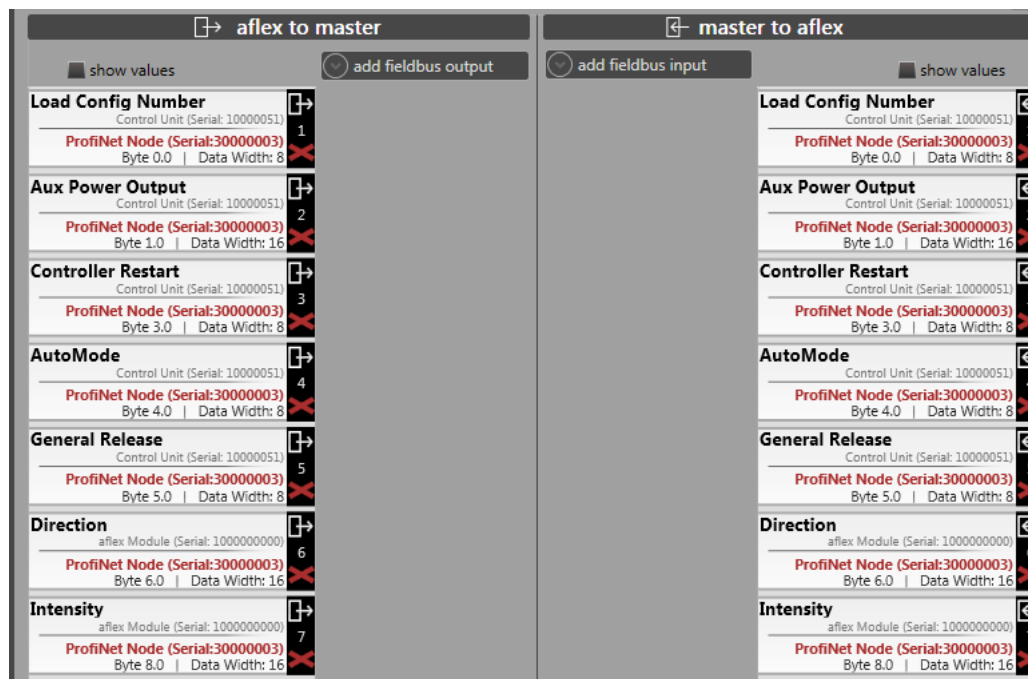 aflex to master
show values
add fieldbus output
Load Config Number
Control Unit (Serial: 10000051)
1
ProfiNet Node (Serial:30000003)
Byte 0.0 | Data Width: 8
Aux Power Output
Control Unit (Serial: 10000051)
2
ProfiNet Node (Serial:30000003)
Byte 1.0 | Data Width: 16
Controller Restart
Control Unit (Serial: 10000051)
3
ProfiNet Node (Serial:30000003)
Byte 3.0 | Data Width: 8
AutoMode
Control Unit (Serial: 10000051)
4
ProfiNet Node (Serial:30000003)
Byte 4.0 | Data Width: 8
General Release
Control Unit (Serial: 10000051)
5
ProfiNet Node (Serial:30000003)
Byte 5.0 | Data Width: 8
Direction
aflex Module (Serial: 1000000000)
6
ProfiNet Node (Serial:30000003)
Byte 6.0 | Data Width: 16
Intensity
aflex Module (Serial: 1000000000)
7
ProfiNet Node (Serial:30000003)
Byte 8.0 | Data Width: 16
master to aflex
add fieldbus input
show values
Load Config Number
Control Unit (Serial: 10000051)
ProfiNet Node (Serial:30000003)
Byte 0.0 | Data Width: 8
Aux Power Output
Control Unit (Serial: 10000051)
ProfiNet Node (Serial:30000003)
Byte 1.0 | Data Width: 16
Controller Restart
Control Unit (Serial: 10000051)
ProfiNet Node (Serial:30000003)
Byte 3.0 | Data Width: 8
AutoMode
Control Unit (Serial: 10000051)
ProfiNet Node (Serial:30000003)
Byte 4.0 | Data Width: 8
General Release
Control Unit (Serial: 10000051)
ProfiNet Node (Serial:30000003)
Byte 5.0 | Data Width: 8
Direction
aflex Module (Serial: 1000000000)
ProfiNet Node (Serial:30000003)
Byte 6.0 | Data Width: 16
Intensity
aflex Module (Serial: 1000000000)
ProfiNet Node (Serial:30000003)
Byte 8.0 | Data Width: 16